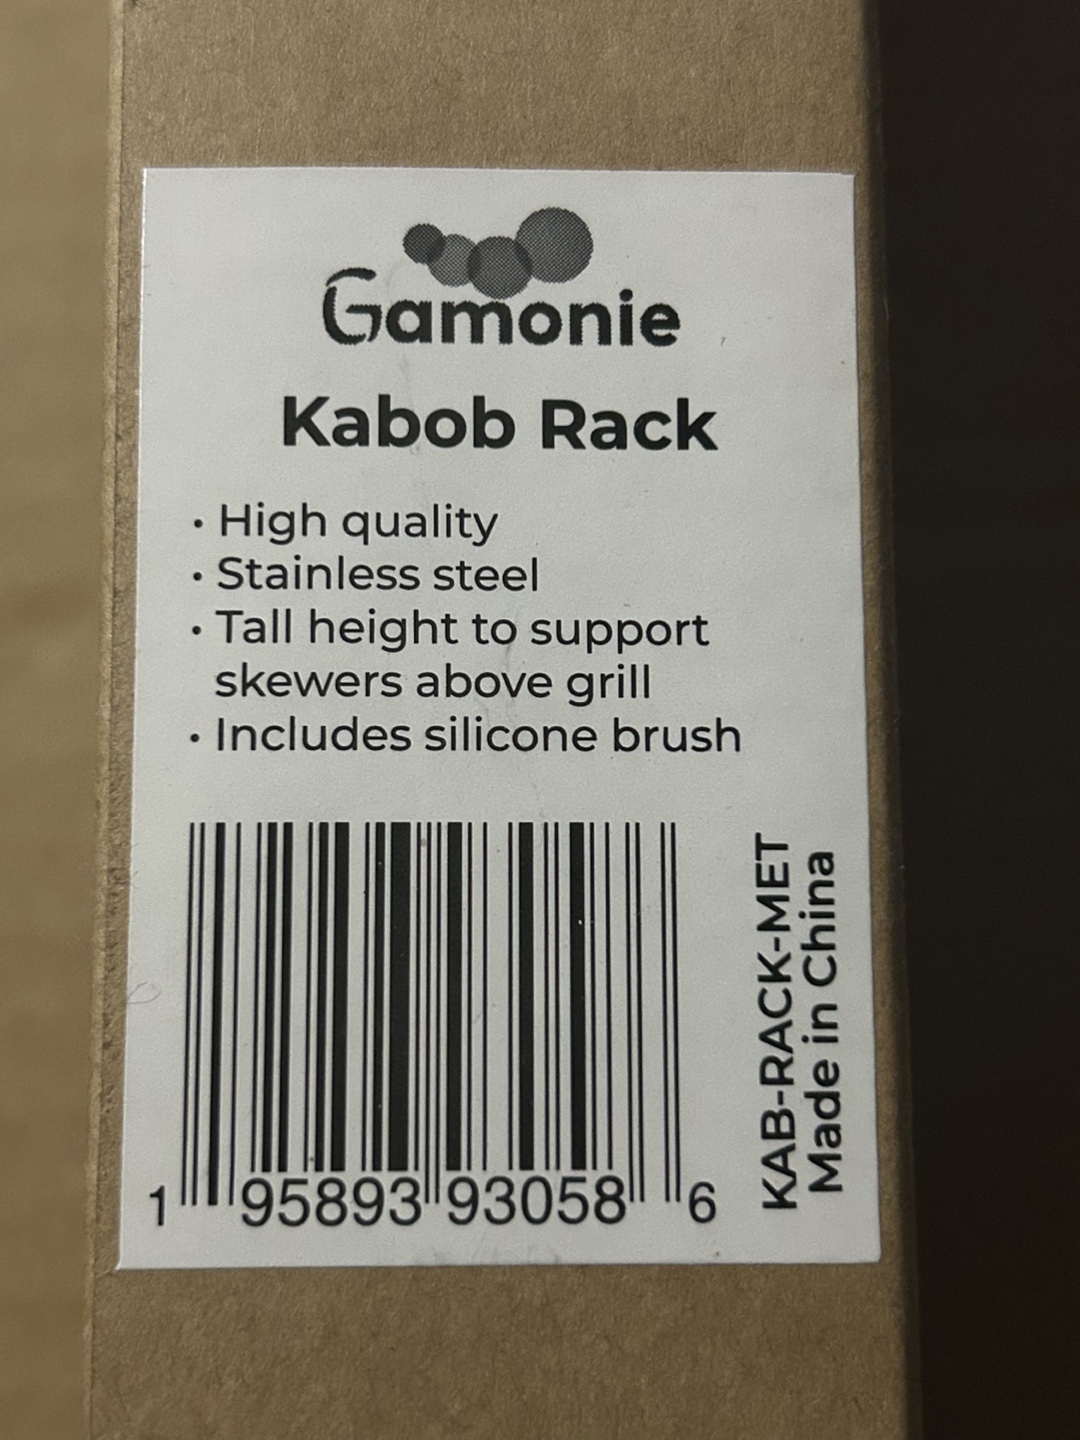 Gamonie
Kabob Rack
• High quality
• Stainless steel
• Tall height to support
skewers above grill
• Includes silicone brush
1 95893 93058 6
KAB-RACK-MET
Made in China